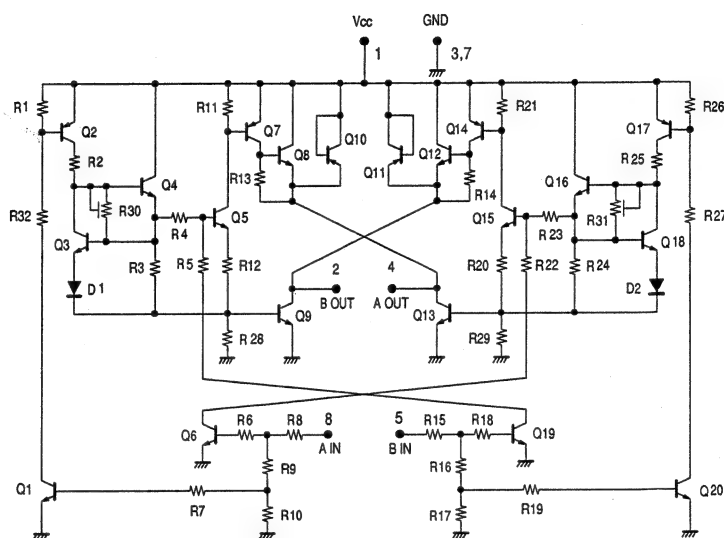 Vcc GND
1 3,7
R1 R11 R21 R26
Q2 Q7 Q8 Q10 Q11 Q12 Q14 Q17
R2 Q4 R13 R14 Q16 R25
R32 R30 R4 Q5 Q15 R23 R31 R27
Q3 R3 R5 R12 R20 R22 R24 Q18
D1 2 4 D2
B OUT A OUT
Q9 Q13
R28 R29
Q6 R6 R8 8 5 R15 R18 Q19
A IN B IN
R9 R16
Q1 R7 R10 R17 R19 Q20